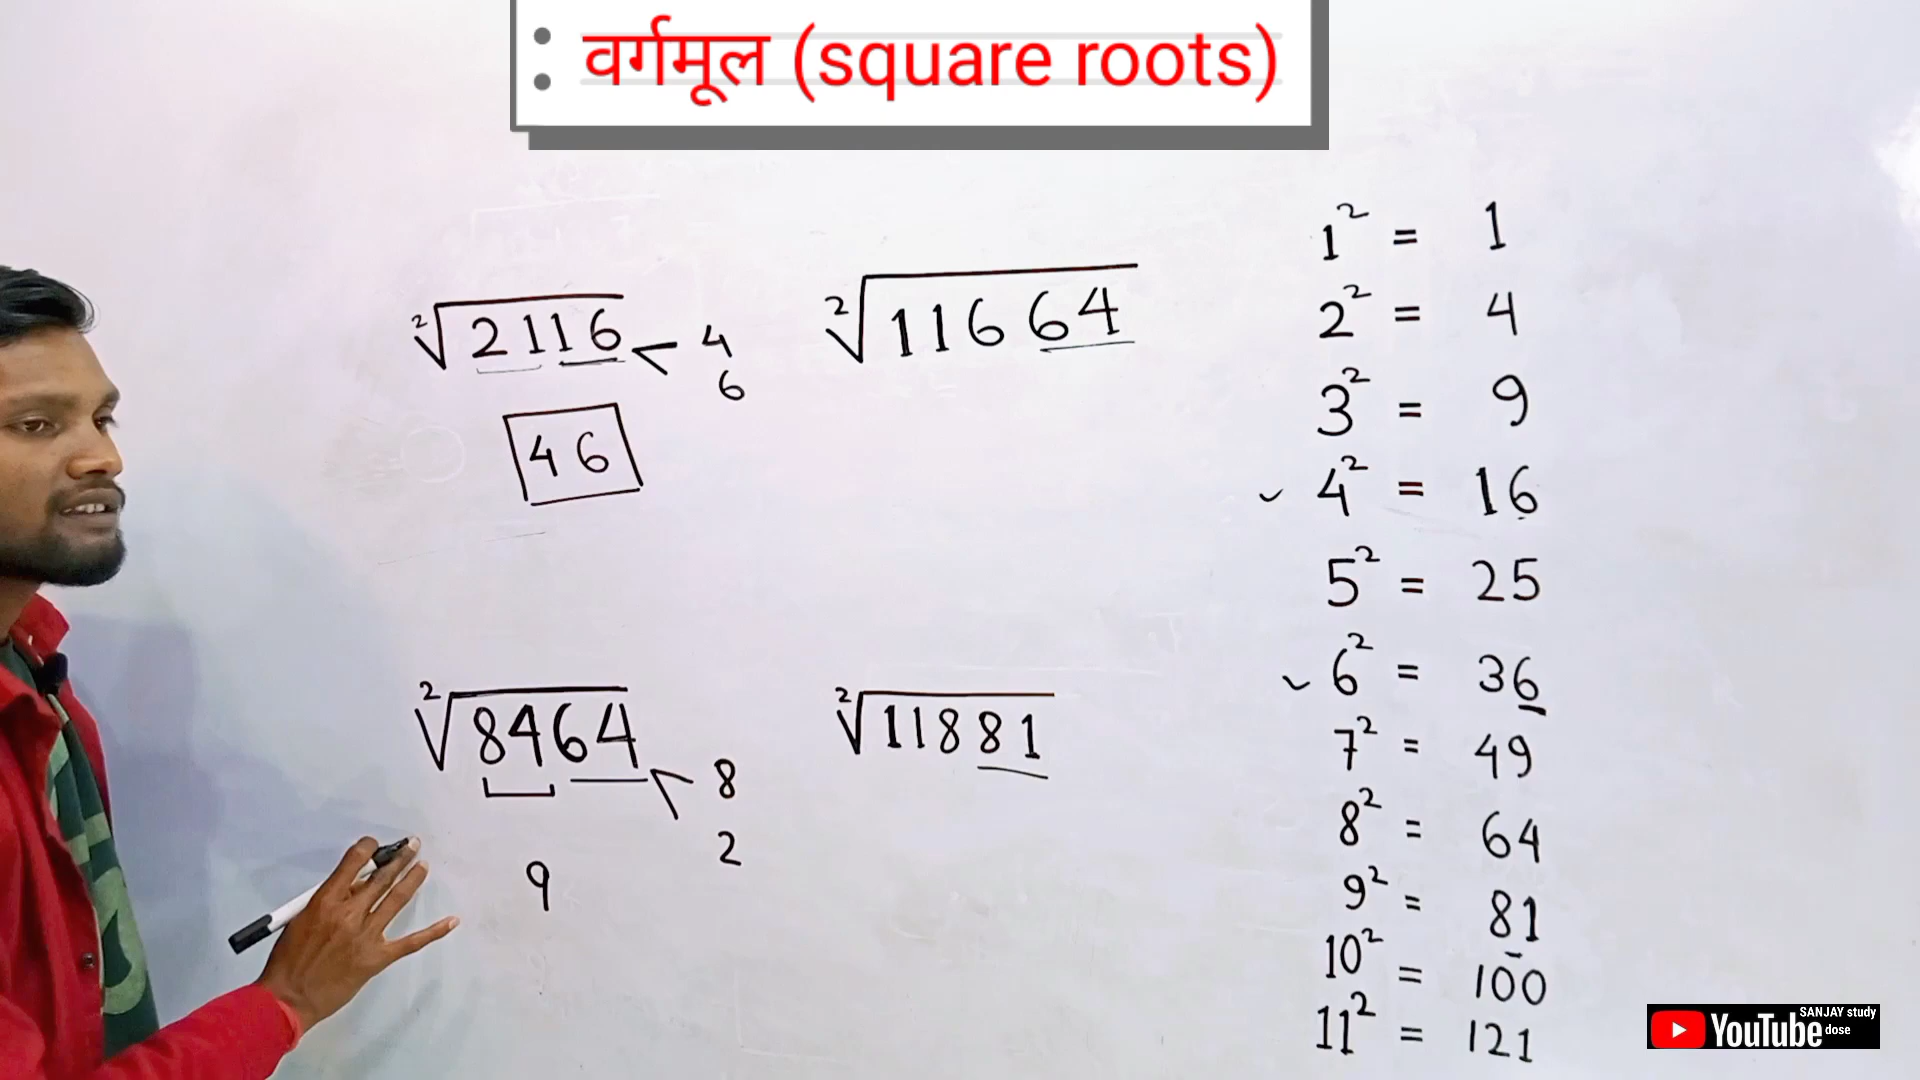 : वर्गमूल (square roots)
²√2116 < 4
6
46
²√11664
²√8464 < 8
2
9
²√11881
1² = 1
2² = 4
3² = 9
✓ 4² = 16
5² = 25
✓ 6² = 36
7² = 49
8² = 64
9² = 81
10² = 100
11² = 121
YouTube SANJAY study
dose